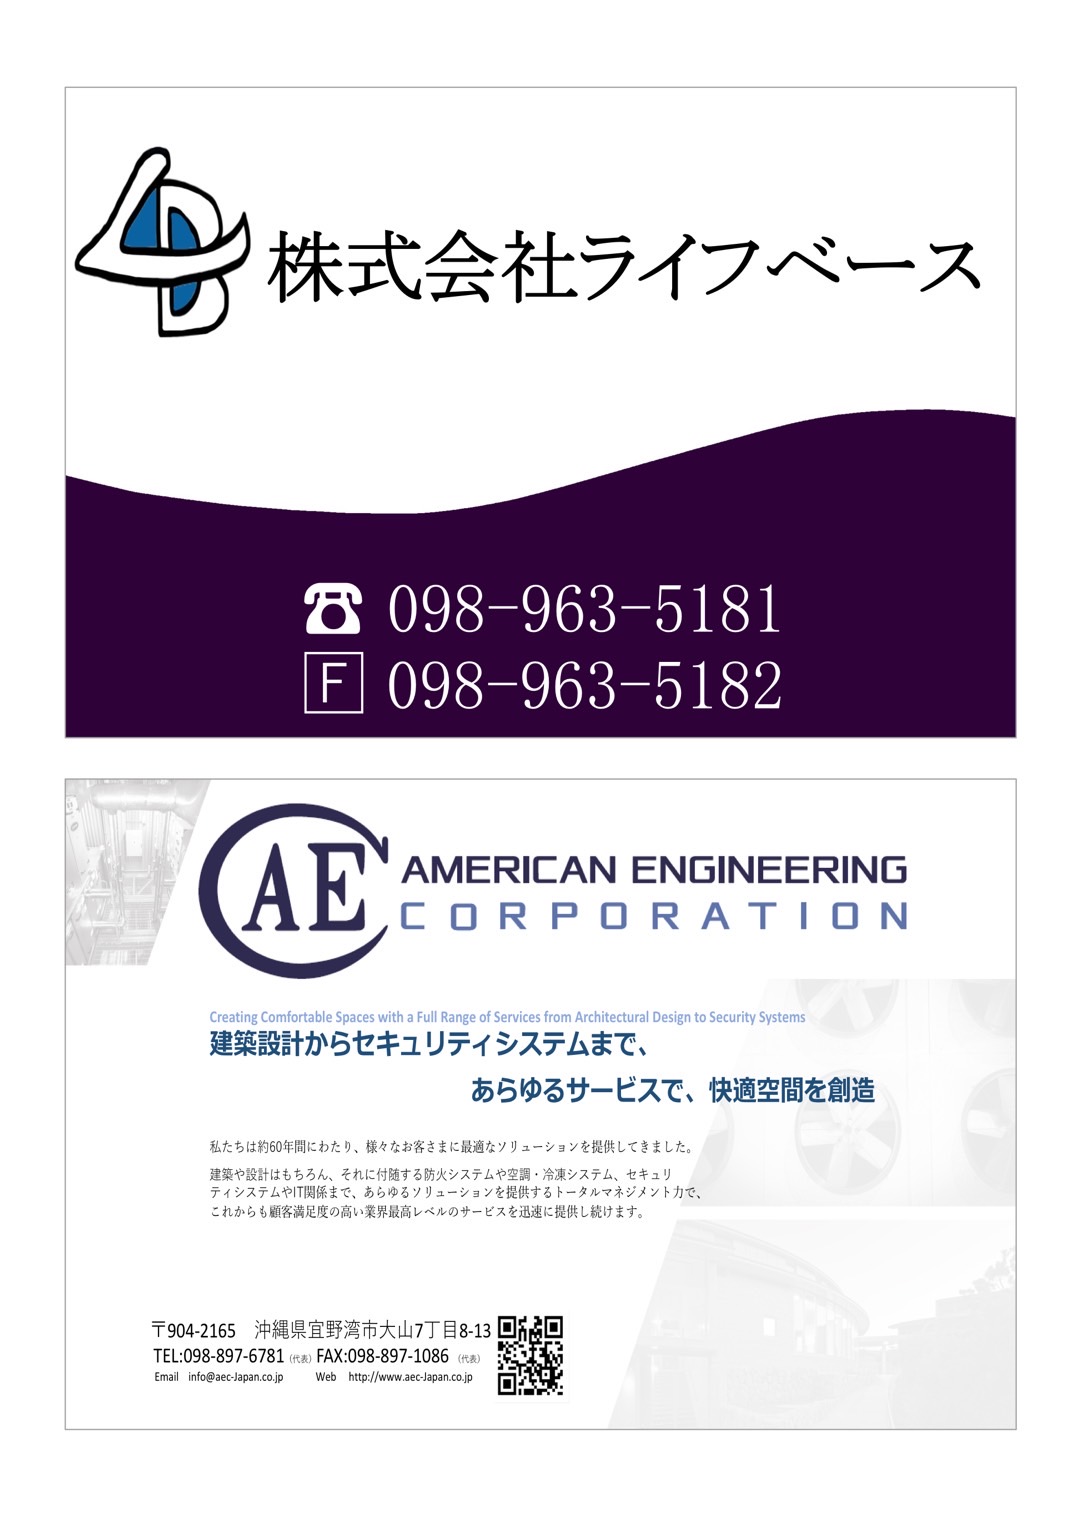 株式会社ライフベース
098-963-5181
F 098-963-5182
AE
AMERICAN ENGINEERING
CORPORATION
Creating Comfortable Spaces with a Full Range of Services from Architectural Design to Security Systems
建築設計からセキュリティシステムまで、
あらゆるサービスで、快適空間を創造
私たちは約60年間にわたり、様々なお客さまに最適なソリューションを提供してきました。
建築や設計はもちろん、それに付随する防火システムや空調・冷凍システム、セキュリ
ティシステムやIT関係まで、あらゆるソリューションを提供するトータルマネジメント力で、
これからも顧客満足度の高い業界最高レベルのサービスを迅速に提供し続けます。
〒904-2165 沖縄県宜野湾市大山7丁目8-13
TEL:098-897-6781（代表）FAX:098-897-1086（代表）
Email info@aec-Japan.co.jp Web http://www.aec-Japan.co.jp